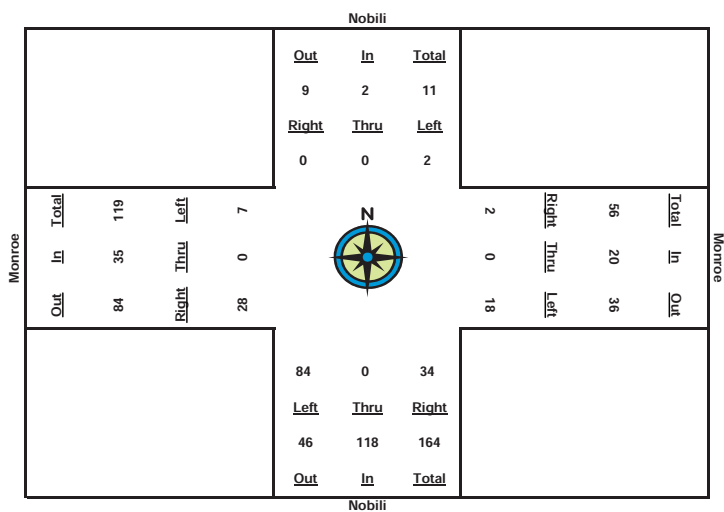 Nobili
Out In Total
9 2 11
Right Thru Left
0 0 2
Monroe
Total 119 Left 7
In 35 Thru 0
Out 84 Right 28
N
2 Right 56 Total
0 Thru 20 In
18 Left 36 Out
Monroe
84 0 34
Left Thru Right
46 118 164
Out In Total
Nobili